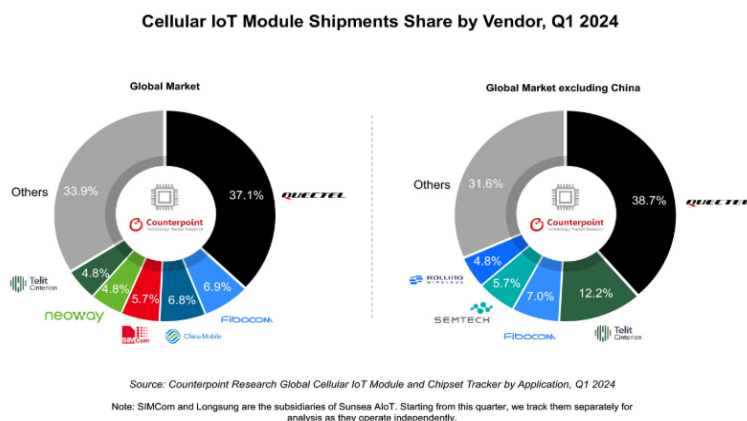 Cellular IoT Module Shipments Share by Vendor, Q1 2024
Global Market
37.1%
QUECTEL
6.9%
Fibocom
6.8%
China Mobile
5.7%
SIMCom
4.8%
neoway
4.8%
Telit
Cinterion
33.9%
Others
Counterpoint
Technology Market Research
Global Market excluding China
38.7%
QUECTEL
12.2%
Telit
Cinterion
7.0%
Fibocom
5.7%
SEMTECH
4.8%
ROLLING
WIRELESS
31.6%
Others
Counterpoint
Technology Market Research
Source: Counterpoint Research Global Cellular IoT Module and Chipset Tracker by Application, Q1 2024
Note: SIMCom and Longsung are the subsidiaries of Sunsea AIoT. Starting from this quarter, we track them separately for
analysis as they operate independently.